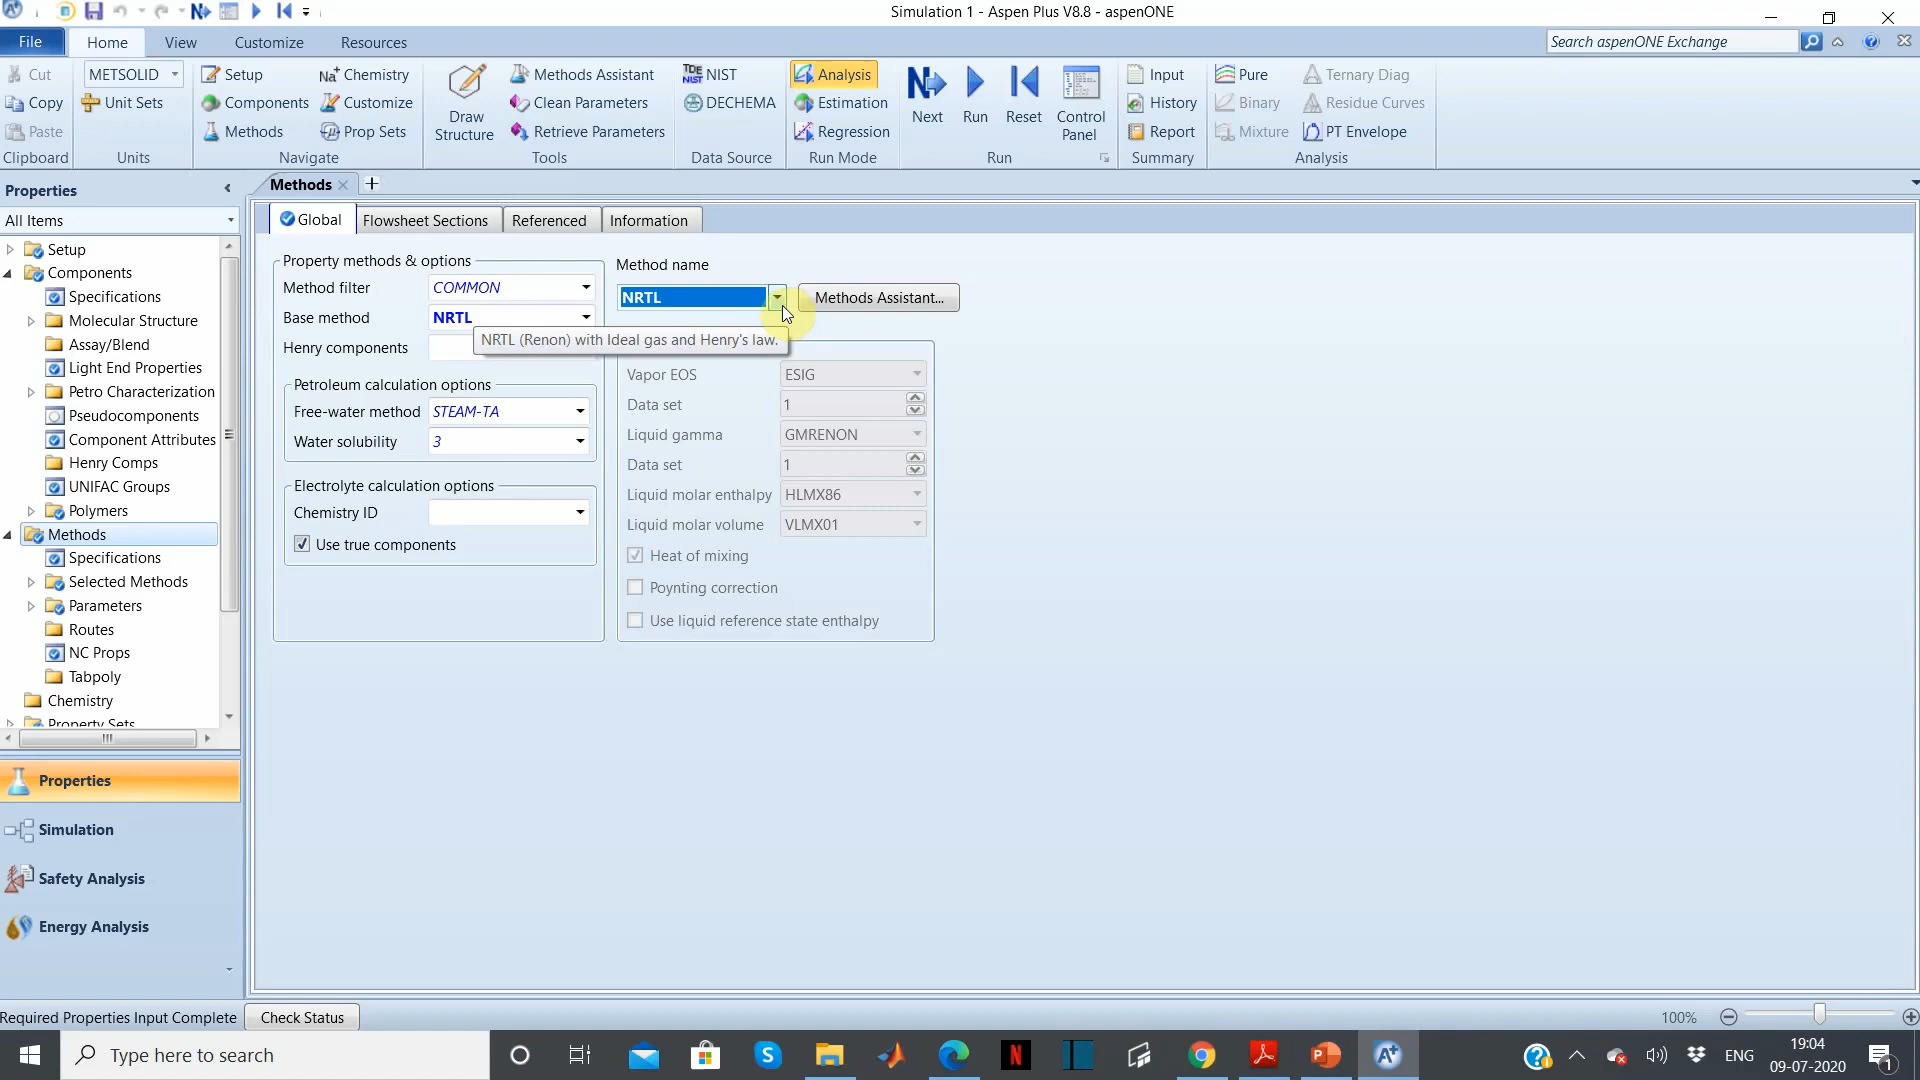 Simulation 1 - Aspen Plus V8.8 - aspenONE
File
Home
View
Customize
Resources
Search aspenONE Exchange
Cut
Copy
Paste
Clipboard
METSOLID
Unit Sets
Units
Setup
Components
Methods
Na+ Chemistry
Customize
Prop Sets
Navigate
Draw
Structure
Methods Assistant
Clean Parameters
Retrieve Parameters
Tools
TDE
NIST NIST
DECHEMA
Data Source
Analysis
Estimation
Regression
Run Mode
Next
Run
Reset
Control
Panel
Run
Input
History
Report
Summary
Pure
Binary
Mixture
Ternary Diag
Residue Curves
PT Envelope
Analysis
Properties
All Items
Setup
Components
Specifications
Molecular Structure
Assay/Blend
Light End Properties
Petro Characterization
Pseudocomponents
Component Attributes
Henry Comps
UNIFAC Groups
Polymers
Methods
Specifications
Selected Methods
Parameters
Routes
NC Props
Tabpoly
Chemistry
Property Sets
Properties
Simulation
Safety Analysis
Energy Analysis
Methods
Global
Flowsheet Sections
Referenced
Information
Property methods & options
Method filter COMMON
Base method NRTL
Henry components
Petroleum calculation options
Free-water method STEAM-TA
Water solubility 3
Electrolyte calculation options
Chemistry ID
Use true components
Method name
NRTL
Methods Assistant...
NRTL (Renon) with Ideal gas and Henry's law.
Vapor EOS ESIG
Data set 1
Liquid gamma GMRENON
Data set 1
Liquid molar enthalpy HLMX86
Liquid molar volume VLMX01
Heat of mixing
Poynting correction
Use liquid reference state enthalpy
Required Properties Input Complete
Check Status
100%
Type here to search
ENG
19:04
09-07-2020
1